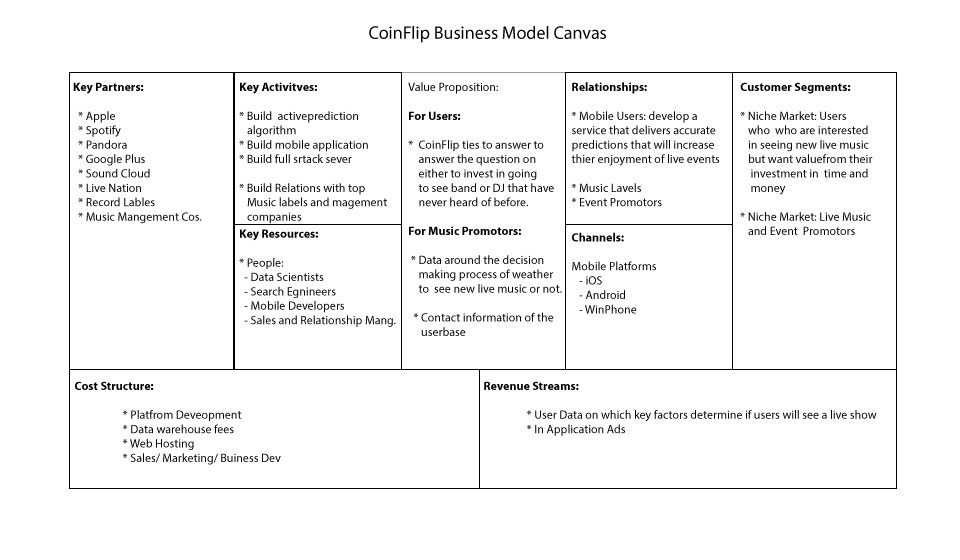 CoinFlip Business Model Canvas
Key Partners:
* Apple
* Spotify
* Pandora
* Google Plus
* Sound Cloud
* Live Nation
* Record Lables
* Music Mangement Cos.
Key Activitves:
* Build  activeprediction
algorithm
* Build mobile application
* Build full srtack sever
* Build Relations with top
Music labels and magement
companies
Key Resources:
* People:
- Data Scientists
- Search Egnineers
- Mobile Developers
- Sales and Relationship Mang.
Value Proposition:
For Users:
*  CoinFlip ties to answer to
answer the question on
either to invest in going
to see band or DJ that have
never heard of before.
For Music Promotors:
* Data around the decision
making process of weather
to  see new live music or not.
* Contact information of the
userbase
Relationships:
* Mobile Users: develop a
service that delivers accurate
predictions that will increase
thier enjoyment of live events
* Music Lavels
* Event Promotors
Channels:
Mobile Platforms
- iOS
- Android
- WinPhone
Customer Segments:
* Niche Market: Users
who  who are interested
in seeing new live music
but want valuefrom their
investment in  time and
money
* Niche Market: Live Music
and Event  Promotors
Cost Structure:
* Platfrom Deveopment
* Data warehouse fees
* Web Hosting
* Sales/ Marketing/ Buiness Dev
Revenue Streams:
* User Data on which key factors determine if users will see a live show
* In Application Ads